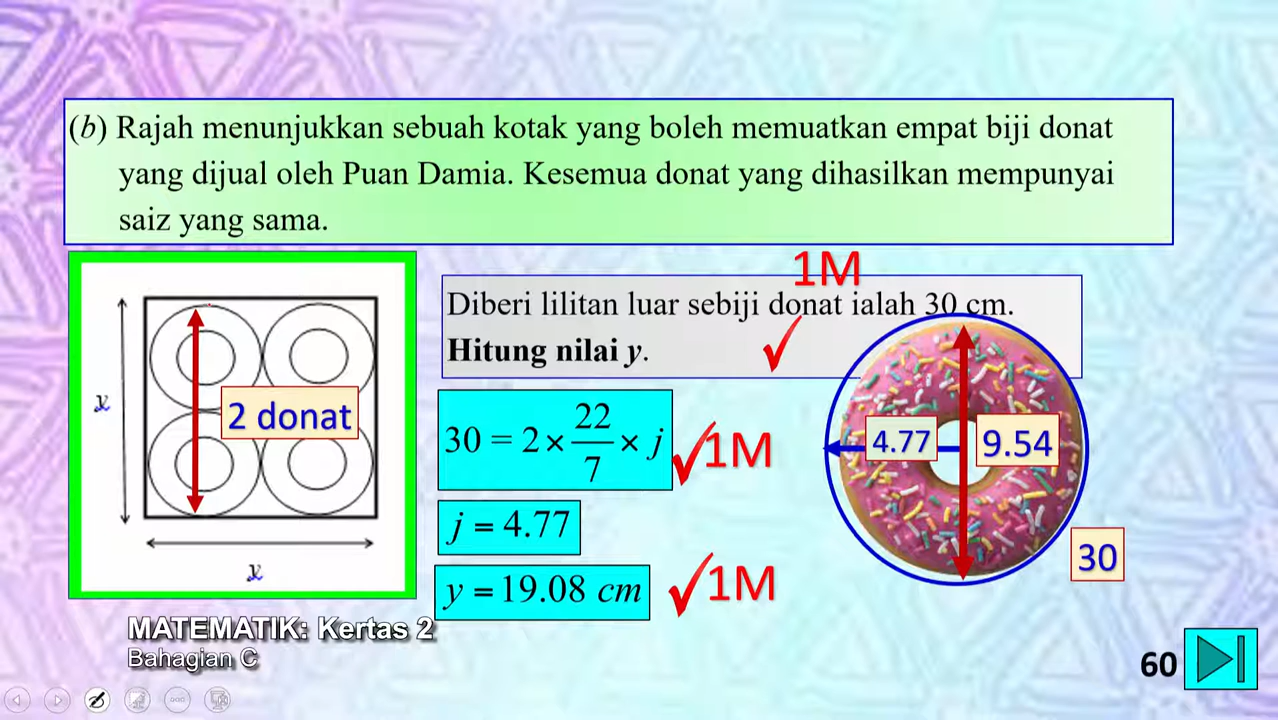 (b) Rajah menunjukkan sebuah kotak yang boleh memuatkan empat biji donat
yang dijual oleh Puan Damia. Kesemua donat yang dihasilkan mempunyai
saiz yang sama.
1M
Diberi lilitan luar sebiji donat ialah 30 cm.
Hitung nilai y.
✓
y
2 donat
y
30 = 2 × 22/7 × j
✓1M
j = 4.77
y = 19.08 cm
✓1M
4.77
9.54
30
MATEMATIK: Kertas 2
Bahagian C
60